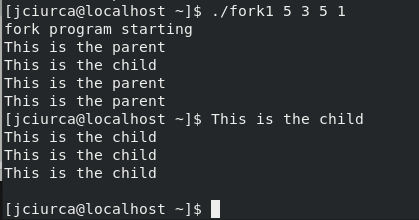 [jciurca@localhost ~]$ ./fork1 5 3 5 1
fork program starting
This is the parent
This is the child
This is the parent
This is the parent
[jciurca@localhost ~]$ This is the child
This is the child
This is the child
This is the child
[jciurca@localhost ~]$